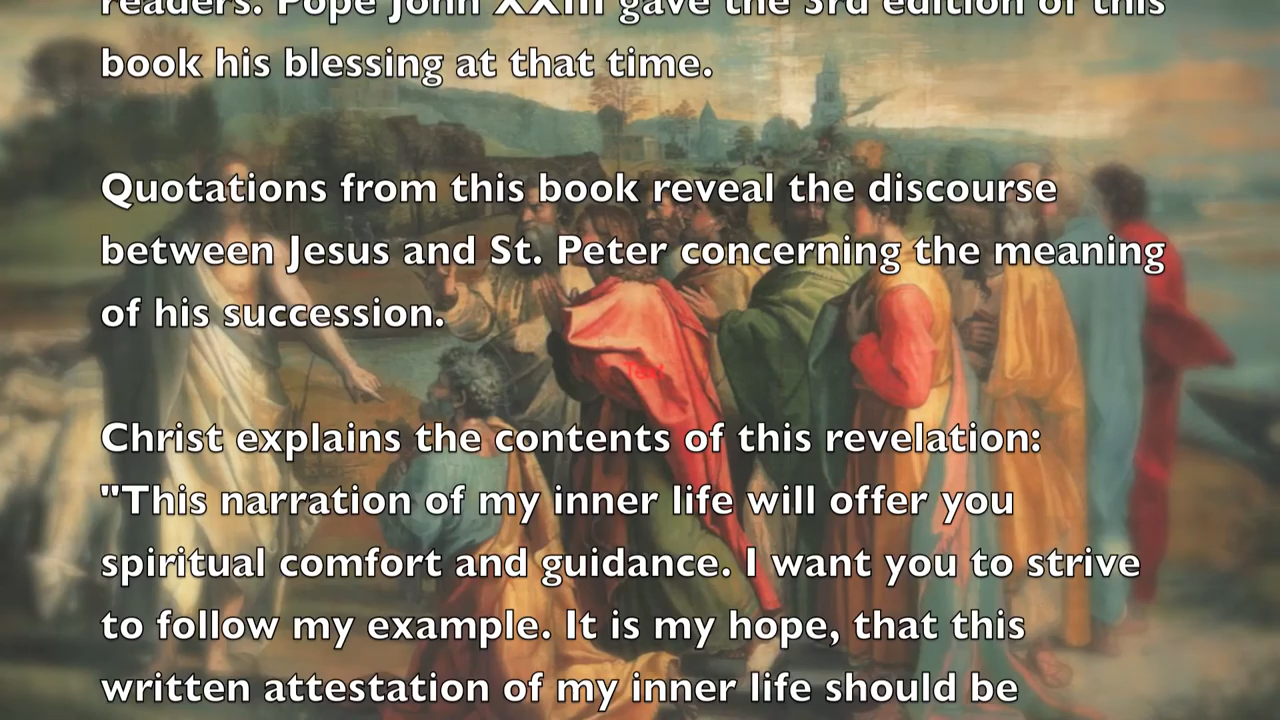 readers. Pope John XXIII gave the 3rd edition of this
book his blessing at that time.
Quotations from this book reveal the discourse
between Jesus and St. Peter concerning the meaning
of his succession.
Christ explains the contents of this revelation:
"This narration of my inner life will offer you
spiritual comfort and guidance. I want you to strive
to follow my example. It is my hope, that this
written attestation of my inner life should be